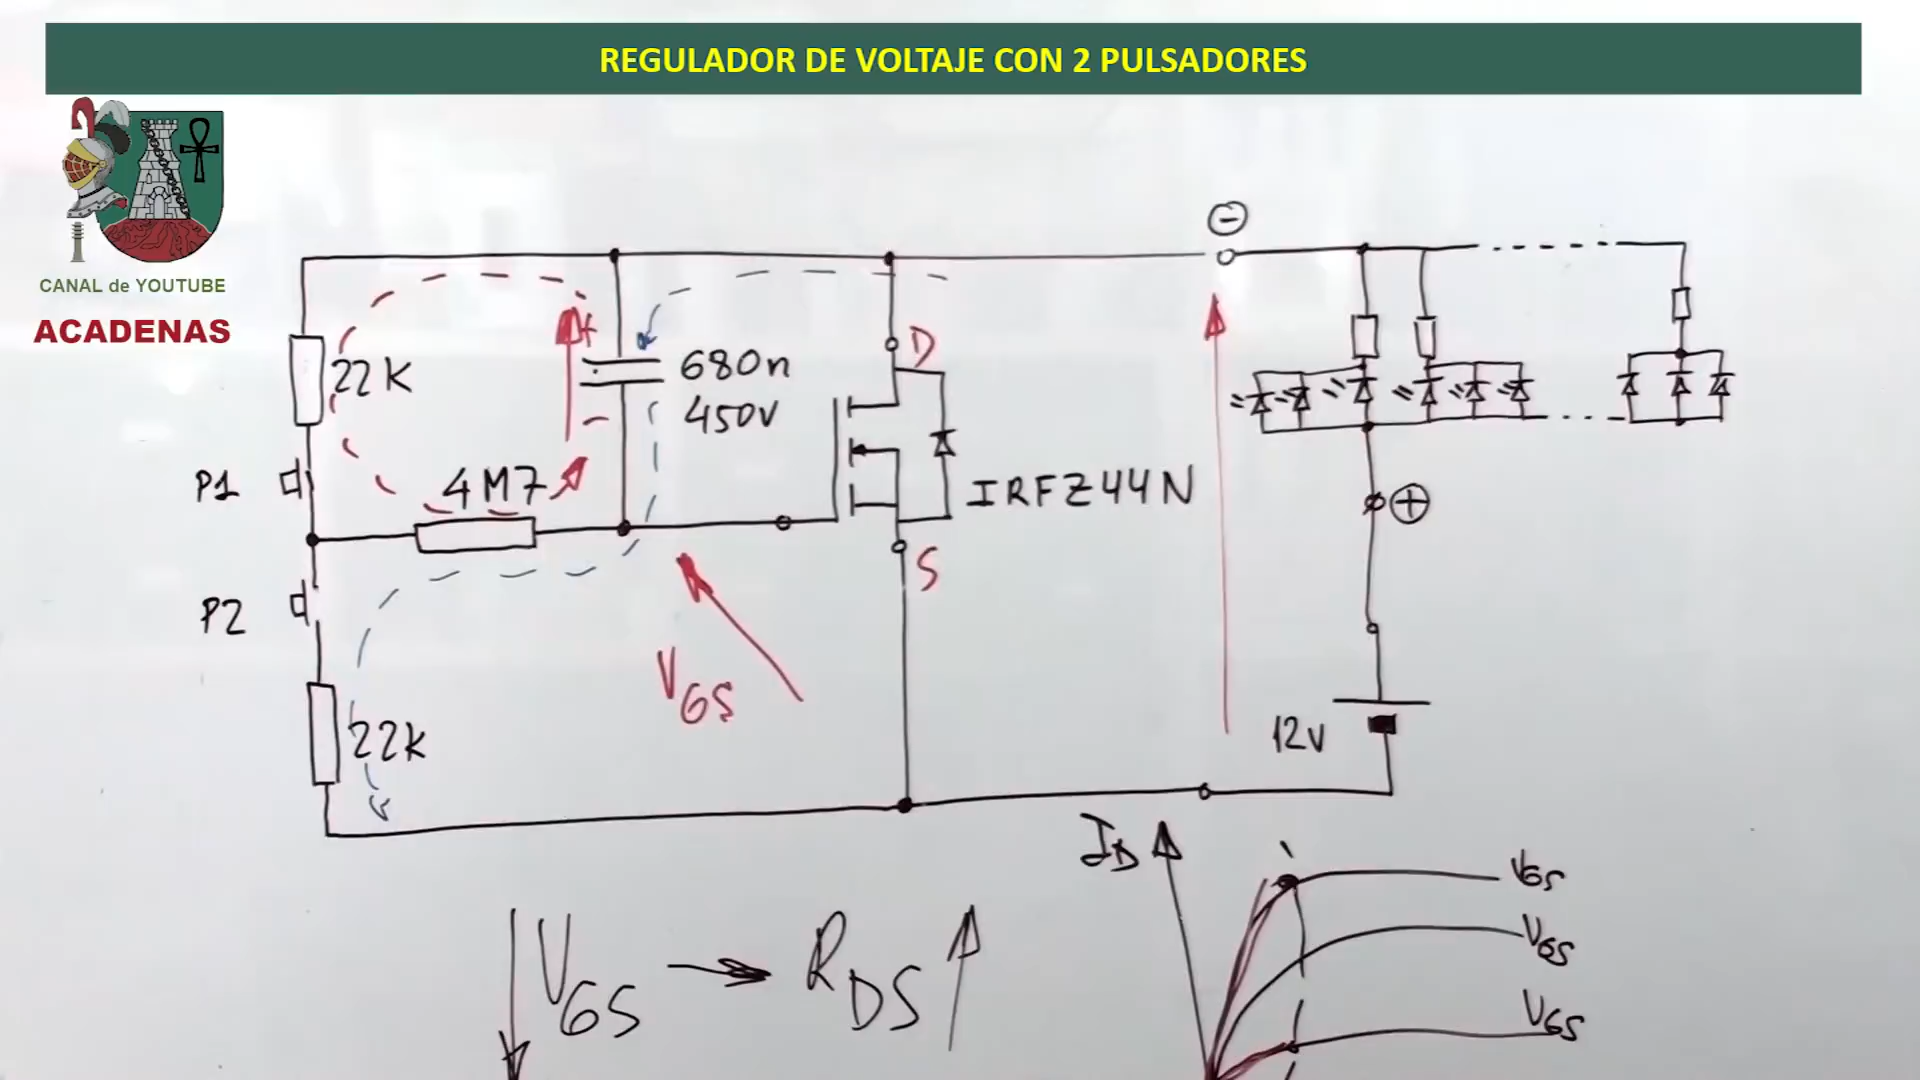 REGULADOR DE VOLTAJE CON 2 PULSADORES
CANAL de YOUTUBE
ACADENAS
22K
+
680n
450V
−
D
S
IRFZ44N
P1
4M7
P2
22K
VGS
⊖
⊕
12V
ID
VGS
VGS
VGS
VGS → RDS